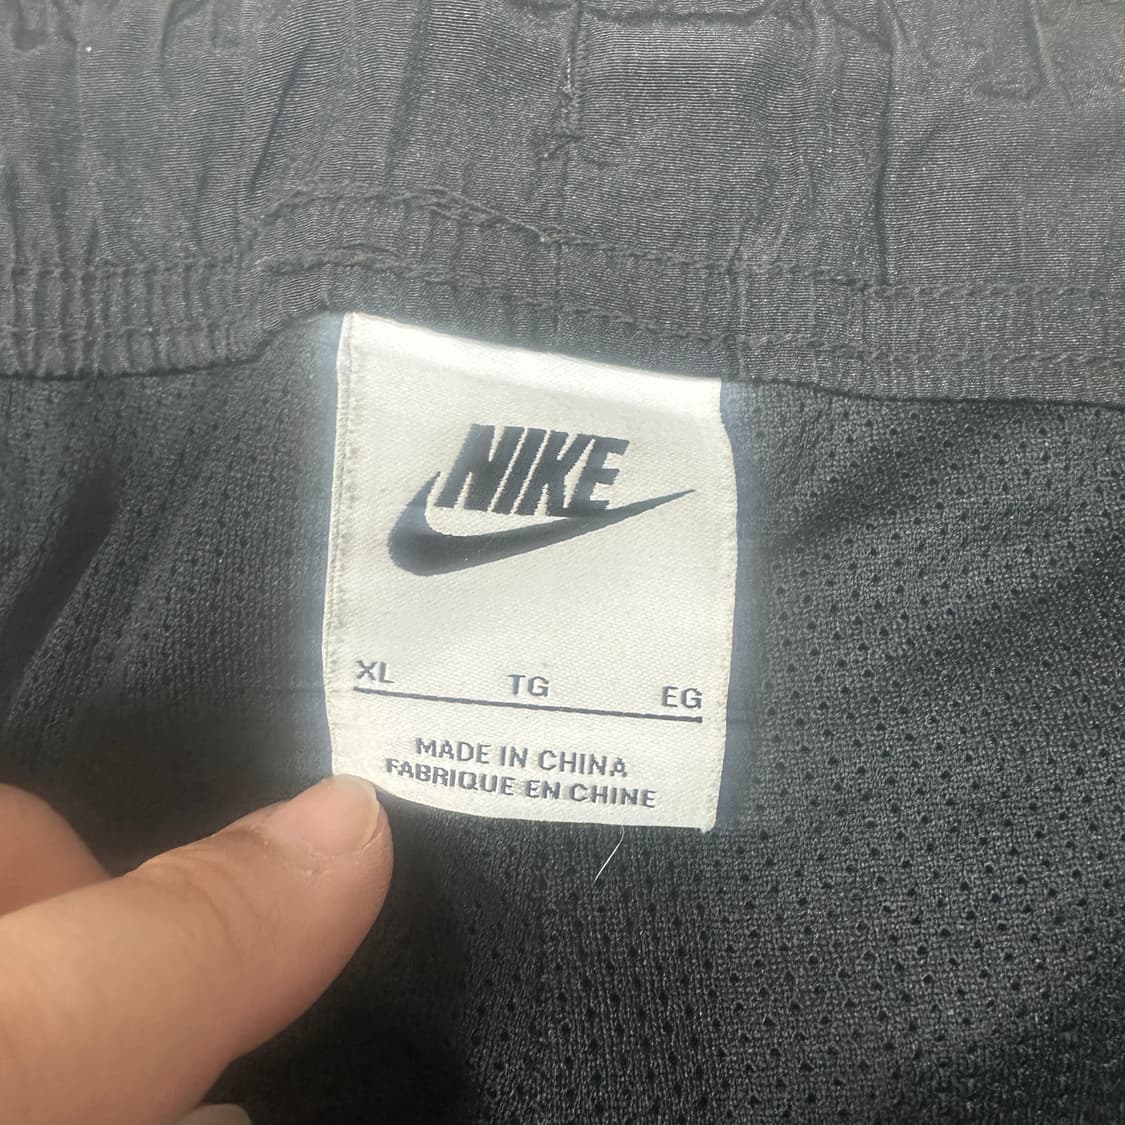 NIKE
XL TG EG
MADE IN CHINA
FABRIQUE EN CHINE